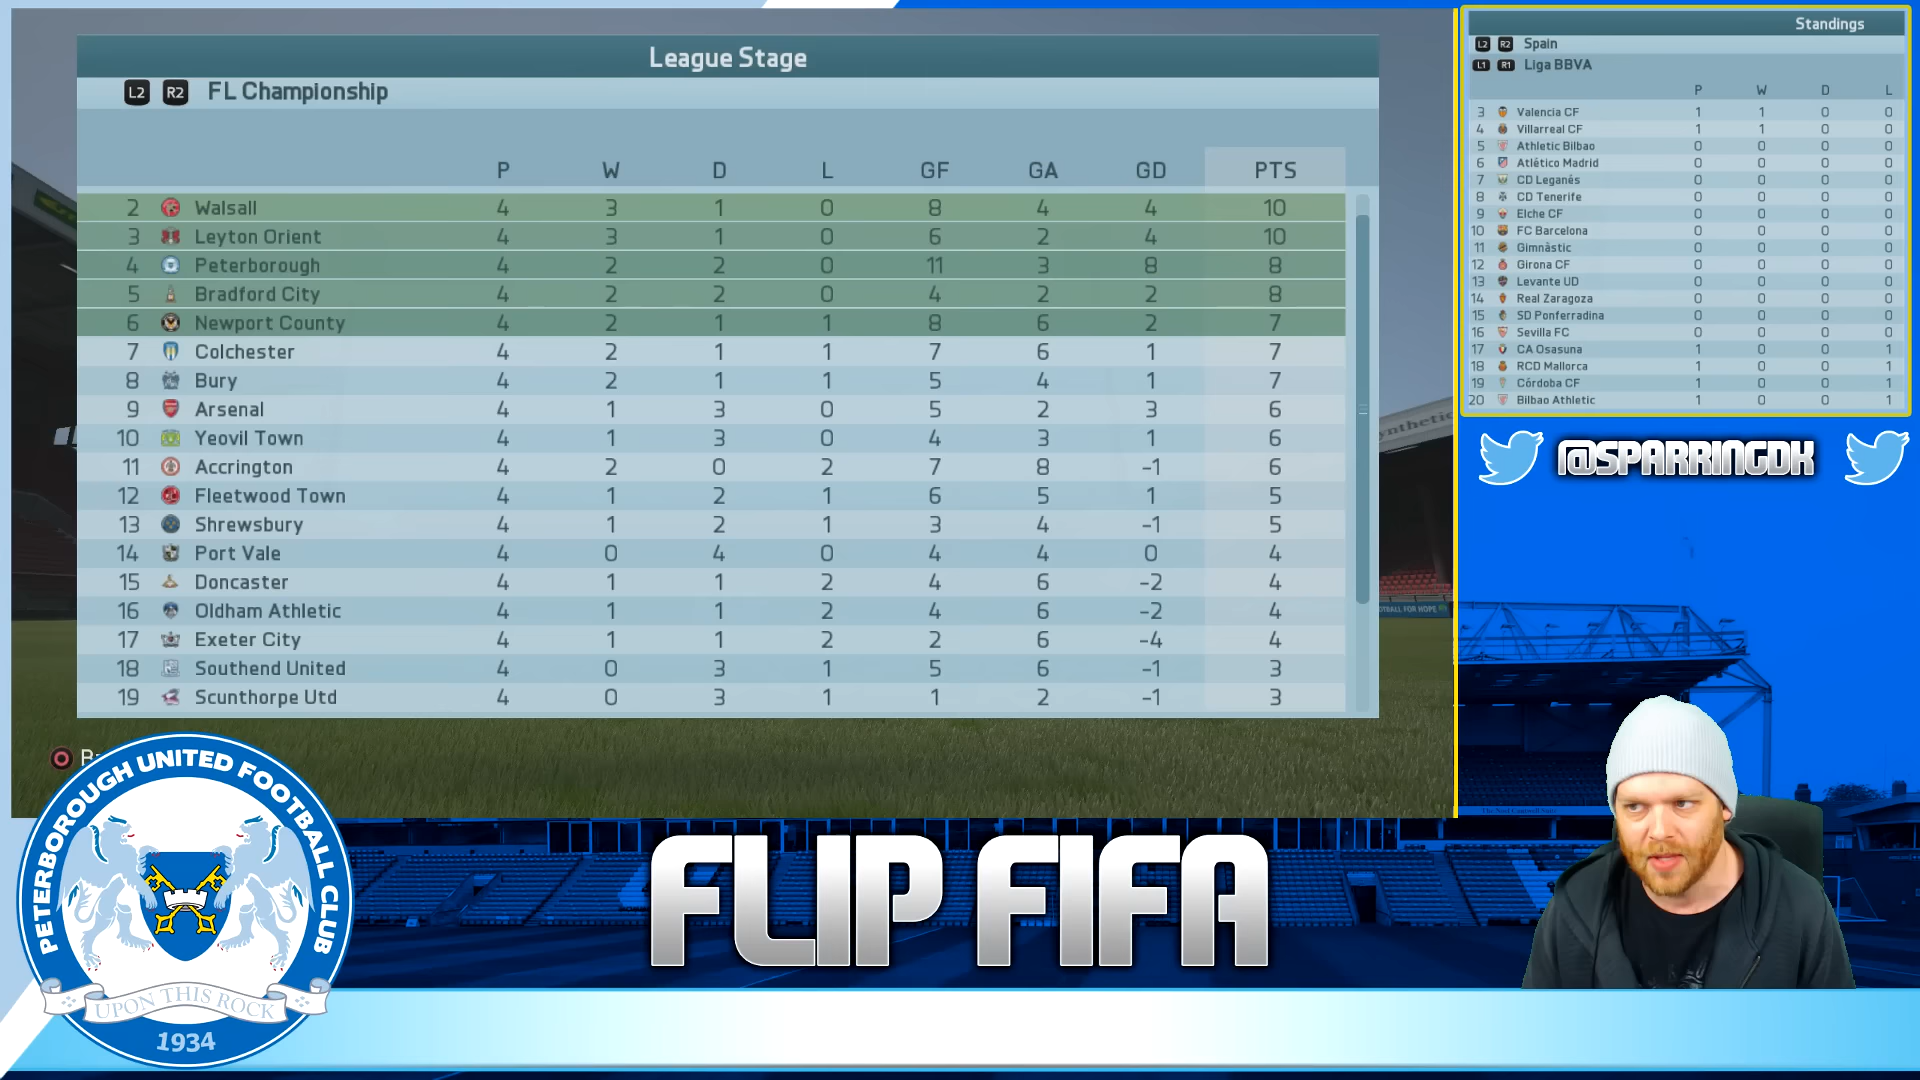 League Stage
L2 R2 FL Championship
P W D L GF GA GD PTS
2 Walsall 4 3 1 0 8 4 4 10
3 Leyton Orient 4 3 1 0 6 2 4 10
4 Peterborough 4 2 2 0 11 3 8 8
5 Bradford City 4 2 2 0 4 2 2 8
6 Newport County 4 2 1 1 8 6 2 7
7 Colchester 4 2 1 1 7 6 1 7
8 Bury 4 2 1 1 5 4 1 7
9 Arsenal 4 1 3 0 5 2 3 6
10 Yeovil Town 4 1 3 0 4 3 1 6
11 Accrington 4 2 0 2 7 8 -1 6
12 Fleetwood Town 4 1 2 1 6 5 1 5
13 Shrewsbury 4 1 2 1 3 4 -1 5
14 Port Vale 4 0 4 0 4 4 0 4
15 Doncaster 4 1 1 2 4 6 -2 4
16 Oldham Athletic 4 1 1 2 4 6 -2 4
17 Exeter City 4 1 1 2 2 6 -4 4
18 Southend United 4 0 3 1 5 6 -1 3
19 Scunthorpe Utd 4 0 3 1 1 2 -1 3
Standings
L2 R2 Spain
L1 R1 Liga BBVA
P W D L
3 Valencia CF 1 1 0 0
4 Villarreal CF 1 1 0 0
5 Athletic Bilbao 0 0 0 0
6 Atlético Madrid 0 0 0 0
7 CD Leganés 0 0 0 0
8 CD Tenerife 0 0 0 0
9 Elche CF 0 0 0 0
10 FC Barcelona 0 0 0 0
11 Gimnàstic 0 0 0 0
12 Girona CF 0 0 0 0
13 Levante UD 0 0 0 0
14 Real Zaragoza 0 0 0 0
15 SD Ponferradina 0 0 0 0
16 Sevilla FC 0 0 0 0
17 CA Osasuna 1 0 0 1
18 RCD Mallorca 1 0 0 1
19 Córdoba CF 1 0 0 1
20 Bilbao Athletic 1 0 0 1
@SPARRINGDK
ynthetic
OTBALL FOR HOPE
PETERBOROUGH UNITED FOOTBALL CLUB
UPON THIS ROCK
1934
FLIP FIFA